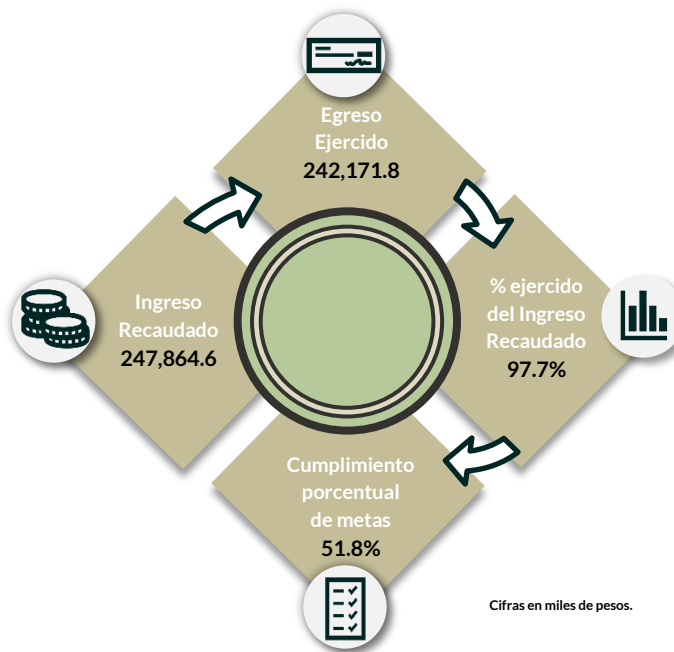 Egreso
Ejercido
242,171.8
Ingreso
Recaudado
247,864.6
% ejercido
del Ingreso
Recaudado
97.7%
Cumplimiento
porcentual
de metas
51.8%
Cifras en miles de pesos.